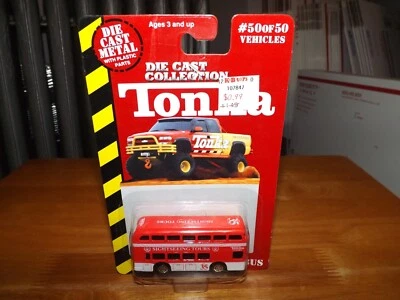 DIE CAST
METAL
WITH PLASTIC
PARTS
Ages 3 and up
#50 OF 50
VEHICLES
DIE CAST
COLLECTION
107847
Tonka
Tonka
SIGHTSEEING TOURS
BUS